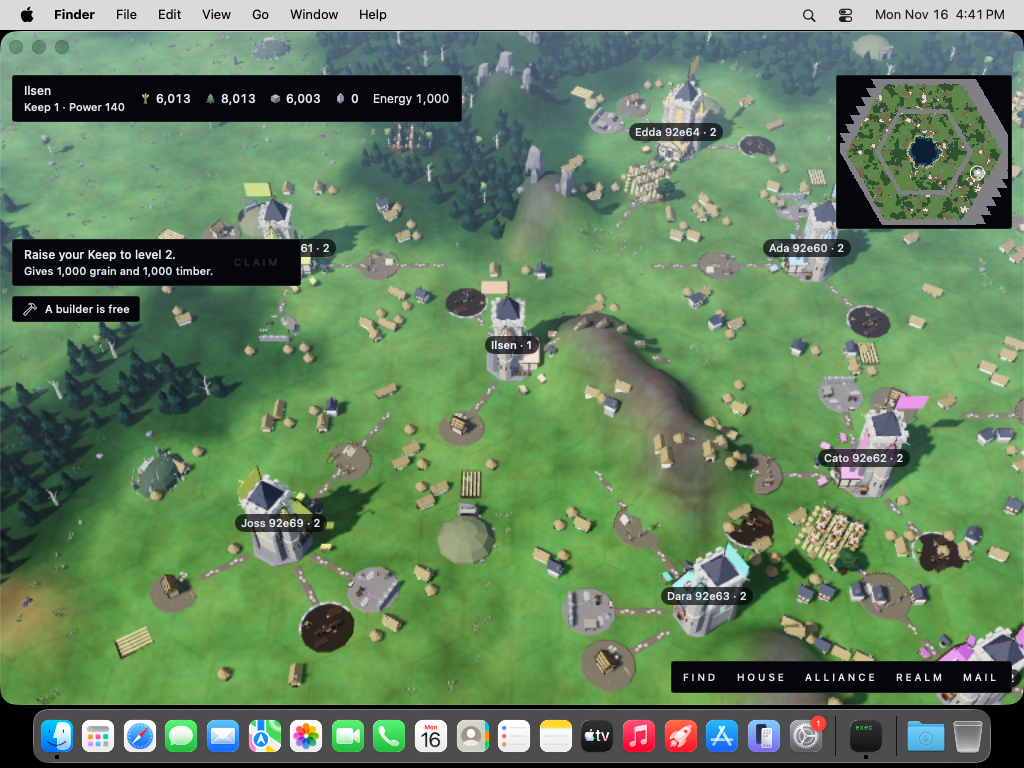 Finder File Edit View Go Window Help
Mon Nov 16 4:41 PM
Ilsen
Keep 1 · Power 140
6,013 8,013 6,003 0 Energy 1,000
Edda 92e64 · 2
61 · 2
Ada 92e60 · 2
Raise your Keep to level 2.
Gives 1,000 grain and 1,000 timber.
CLAIM
A builder is free
Ilsen · 1
Cato 92e62 · 2
Joss 92e69 · 2
Dara 92e63 · 2
FIND HOUSE ALLIANCE REALM MAIL
Mon
16
tv
1
exec